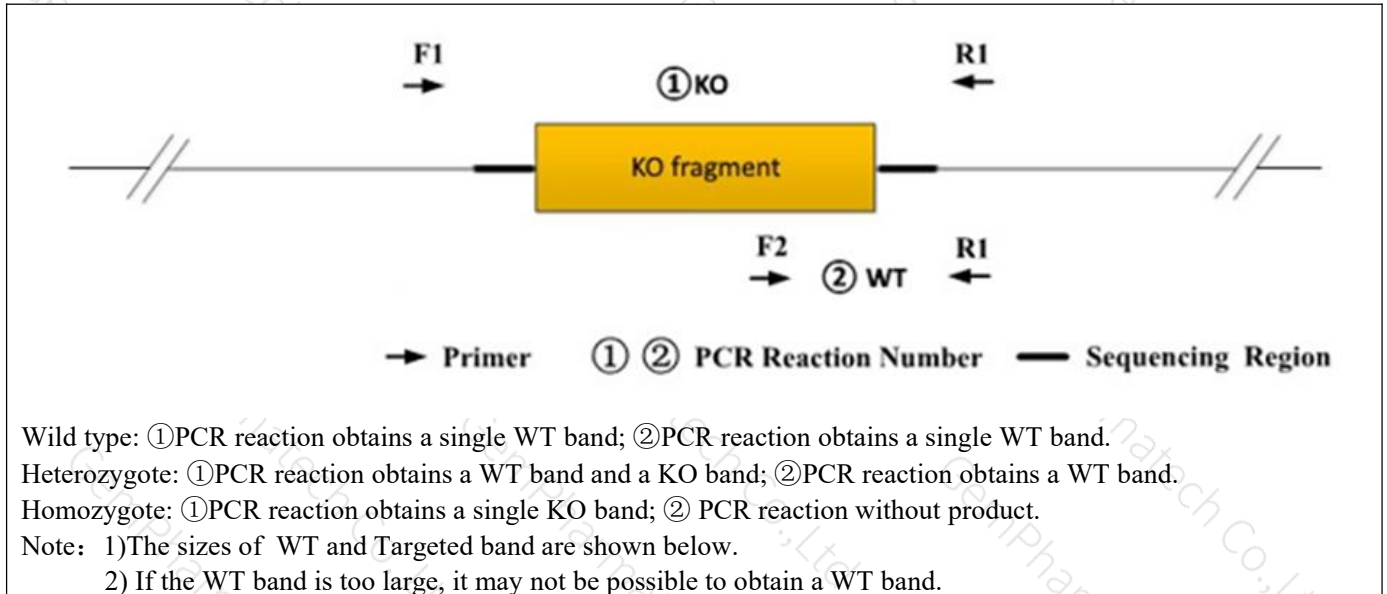 F1
R1
①KO
KO fragment
F2
R1
② WT
Primer
① ② PCR Reaction Number
Sequencing Region
Wild type: ①PCR reaction obtains a single WT band; ②PCR reaction obtains a single WT band.
Heterozygote: ①PCR reaction obtains a WT band and a KO band; ②PCR reaction obtains a WT band.
Homozygote: ①PCR reaction obtains a single KO band; ② PCR reaction without product.
Note：1)The sizes of WT and Targeted band are shown below.
2) If the WT band is too large, it may not be possible to obtain a WT band.